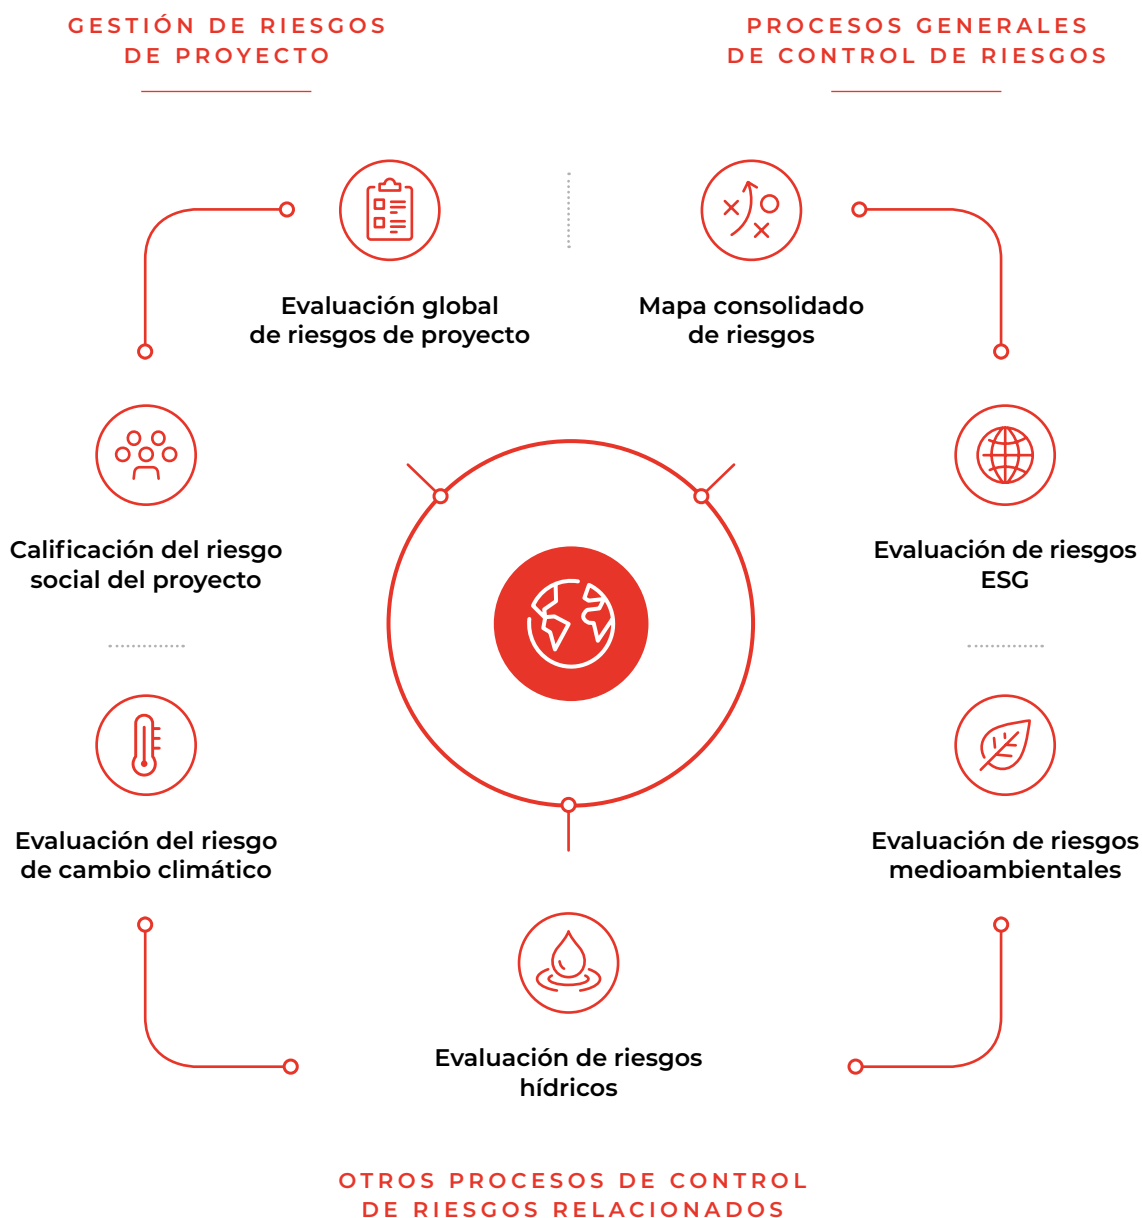 GESTIÓN DE RIESGOS
DE PROYECTO
PROCESOS GENERALES
DE CONTROL DE RIESGOS
Evaluación global
de riesgos de proyecto
Mapa consolidado
de riesgos
Calificación del riesgo
social del proyecto
Evaluación de riesgos
ESG
Evaluación del riesgo
de cambio climático
Evaluación de riesgos
medioambientales
Evaluación de riesgos
hídricos
OTROS PROCESOS DE CONTROL
DE RIESGOS RELACIONADOS